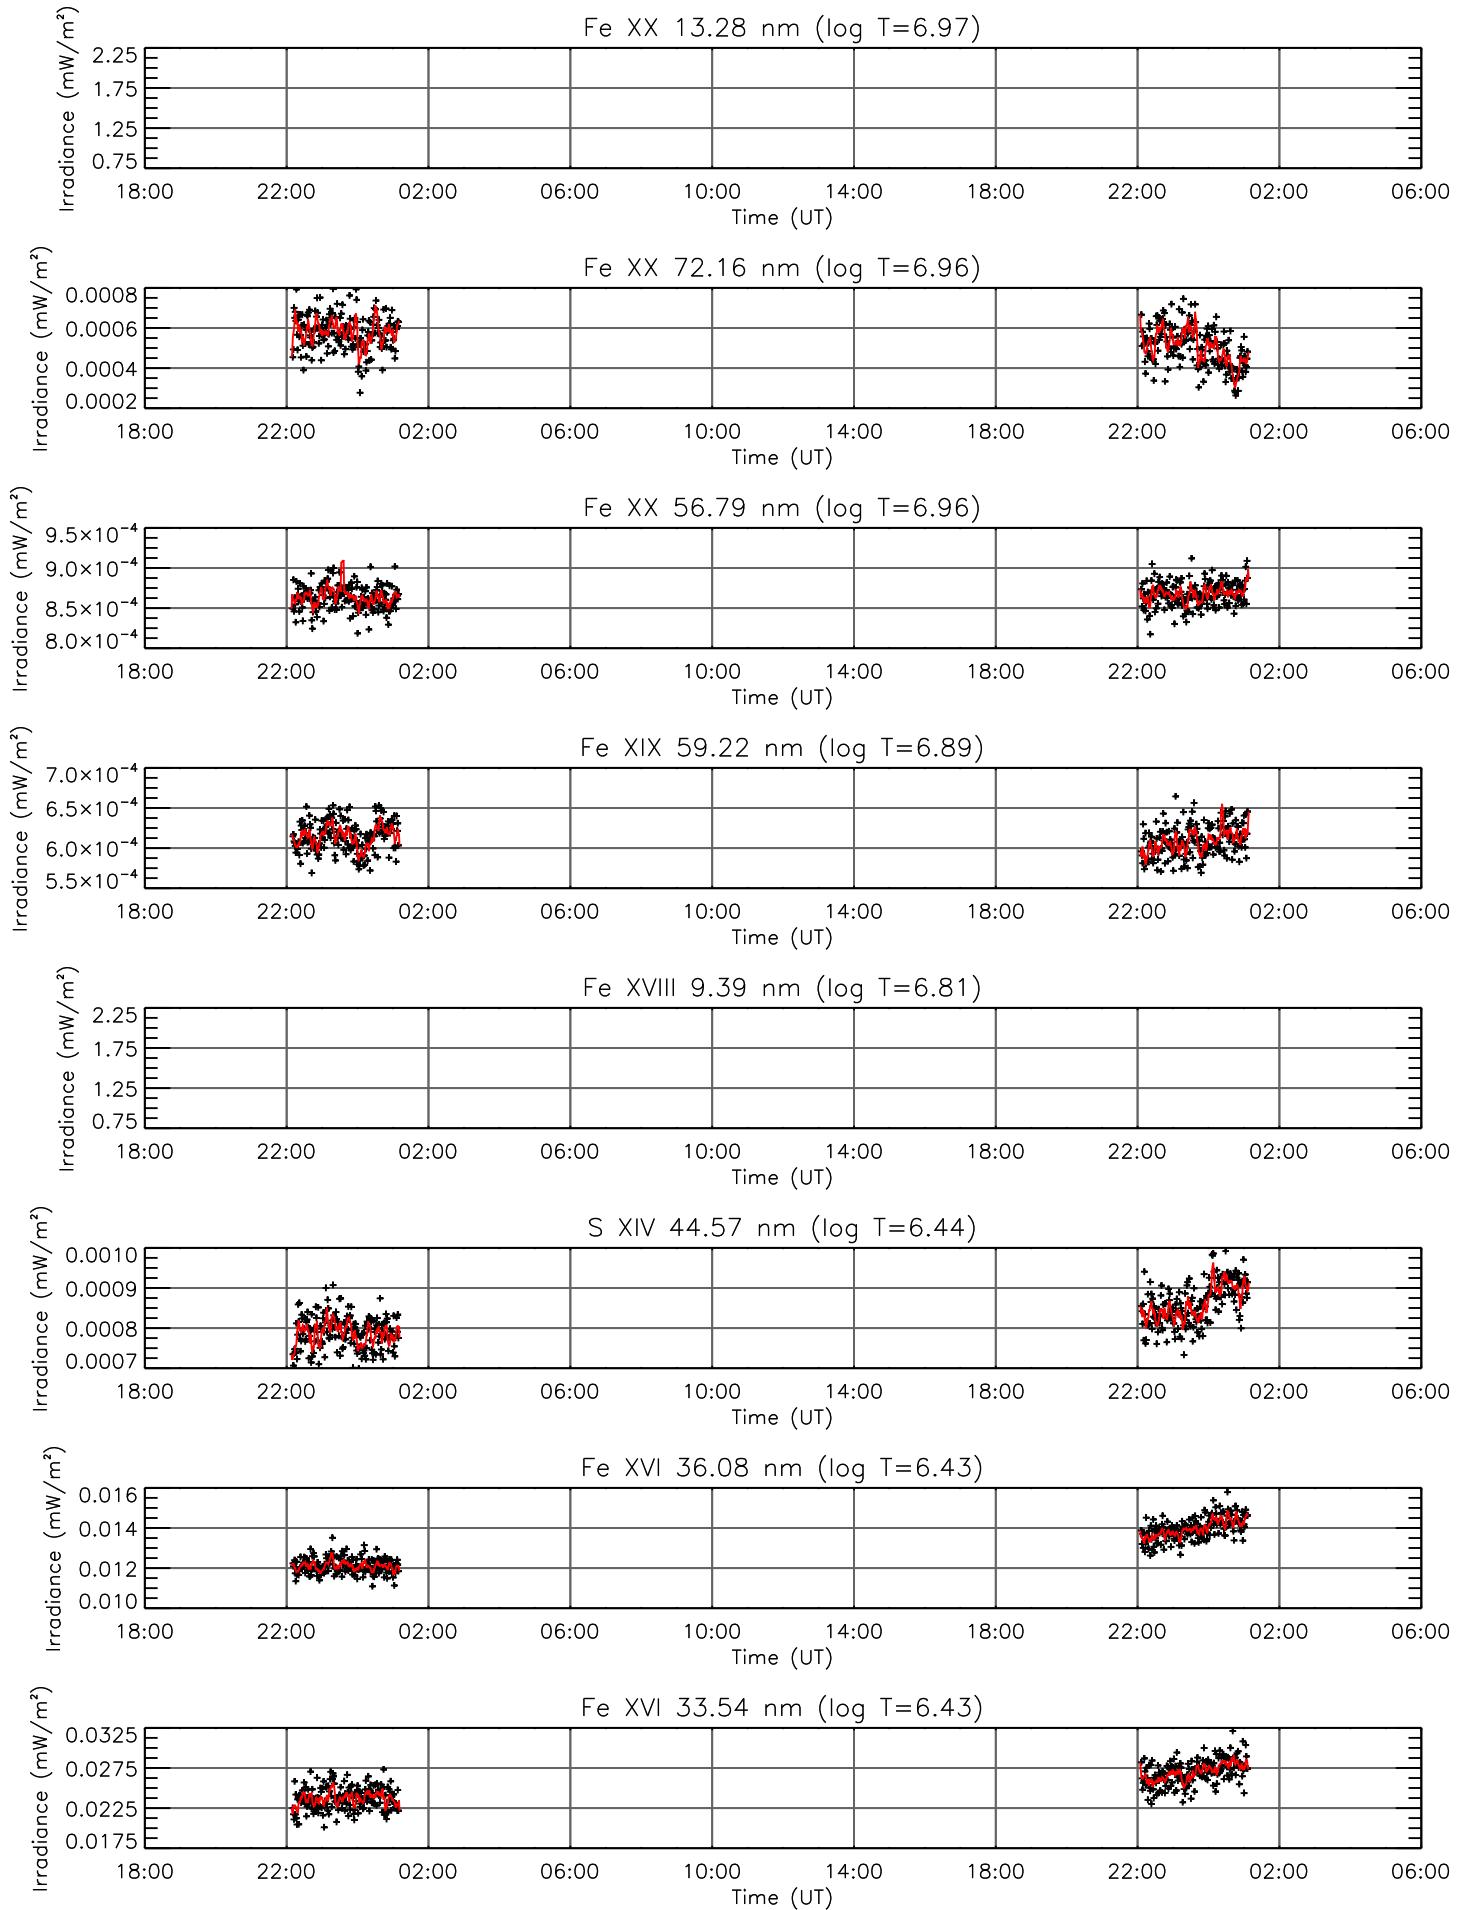 Fe XX 13.28 nm (log T=6.97)
Irradiance (mW/m²)
2.25
1.75
1.25
0.75
18:00 22:00 02:00 06:00 10:00 14:00 18:00 22:00 02:00 06:00
Time (UT)
Fe XX 72.16 nm (log T=6.96)
Irradiance (mW/m²)
0.0008
0.0006
0.0004
0.0002
18:00 22:00 02:00 06:00 10:00 14:00 18:00 22:00 02:00 06:00
Time (UT)
Fe XX 56.79 nm (log T=6.96)
Irradiance (mW/m²)
9.5×10⁻⁴
9.0×10⁻⁴
8.5×10⁻⁴
8.0×10⁻⁴
18:00 22:00 02:00 06:00 10:00 14:00 18:00 22:00 02:00 06:00
Time (UT)
Fe XIX 59.22 nm (log T=6.89)
Irradiance (mW/m²)
7.0×10⁻⁴
6.5×10⁻⁴
6.0×10⁻⁴
5.5×10⁻⁴
18:00 22:00 02:00 06:00 10:00 14:00 18:00 22:00 02:00 06:00
Time (UT)
Fe XVIII 9.39 nm (log T=6.81)
Irradiance (mW/m²)
2.25
1.75
1.25
0.75
18:00 22:00 02:00 06:00 10:00 14:00 18:00 22:00 02:00 06:00
Time (UT)
S XIV 44.57 nm (log T=6.44)
Irradiance (mW/m²)
0.0010
0.0009
0.0008
0.0007
18:00 22:00 02:00 06:00 10:00 14:00 18:00 22:00 02:00 06:00
Time (UT)
Fe XVI 36.08 nm (log T=6.43)
Irradiance (mW/m²)
0.016
0.014
0.012
0.010
18:00 22:00 02:00 06:00 10:00 14:00 18:00 22:00 02:00 06:00
Time (UT)
Fe XVI 33.54 nm (log T=6.43)
Irradiance (mW/m²)
0.0325
0.0275
0.0225
0.0175
18:00 22:00 02:00 06:00 10:00 14:00 18:00 22:00 02:00 06:00
Time (UT)